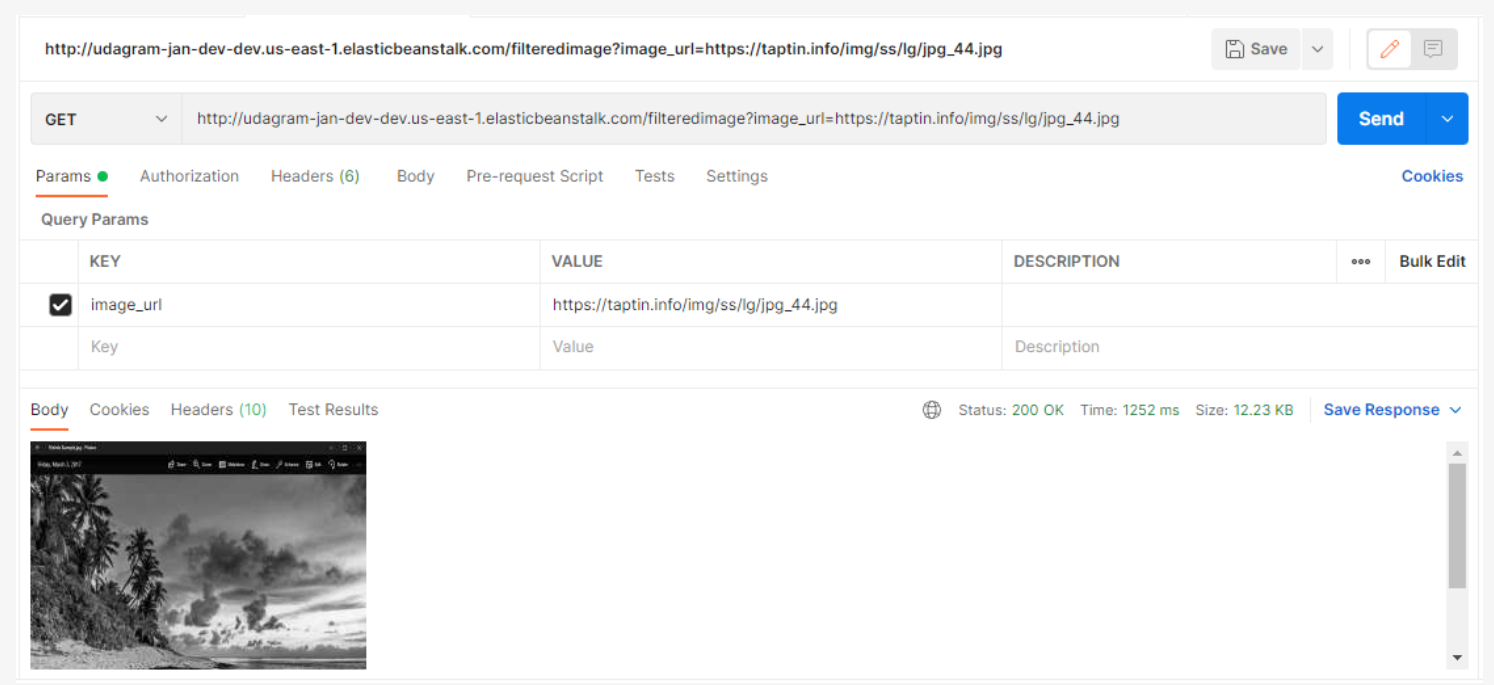 http://udagram-jan-dev-dev.us-east-1.elasticbeanstalk.com/filteredimage?image_url=https://taptin.info/img/ss/lg/jpg_44.jpg Save
GET http://udagram-jan-dev-dev.us-east-1.elasticbeanstalk.com/filteredimage?image_url=https://taptin.info/img/ss/lg/jpg_44.jpg Send
Params Authorization Headers (6) Body Pre-request Script Tests Settings Cookies
Query Params
KEY VALUE DESCRIPTION Bulk Edit
image_url https://taptin.info/img/ss/lg/jpg_44.jpg
Key Value Description
Body Cookies Headers (10) Test Results Status: 200 OK Time: 1252 ms Size: 12.23 KB Save Response
Friday, March 3, 2017